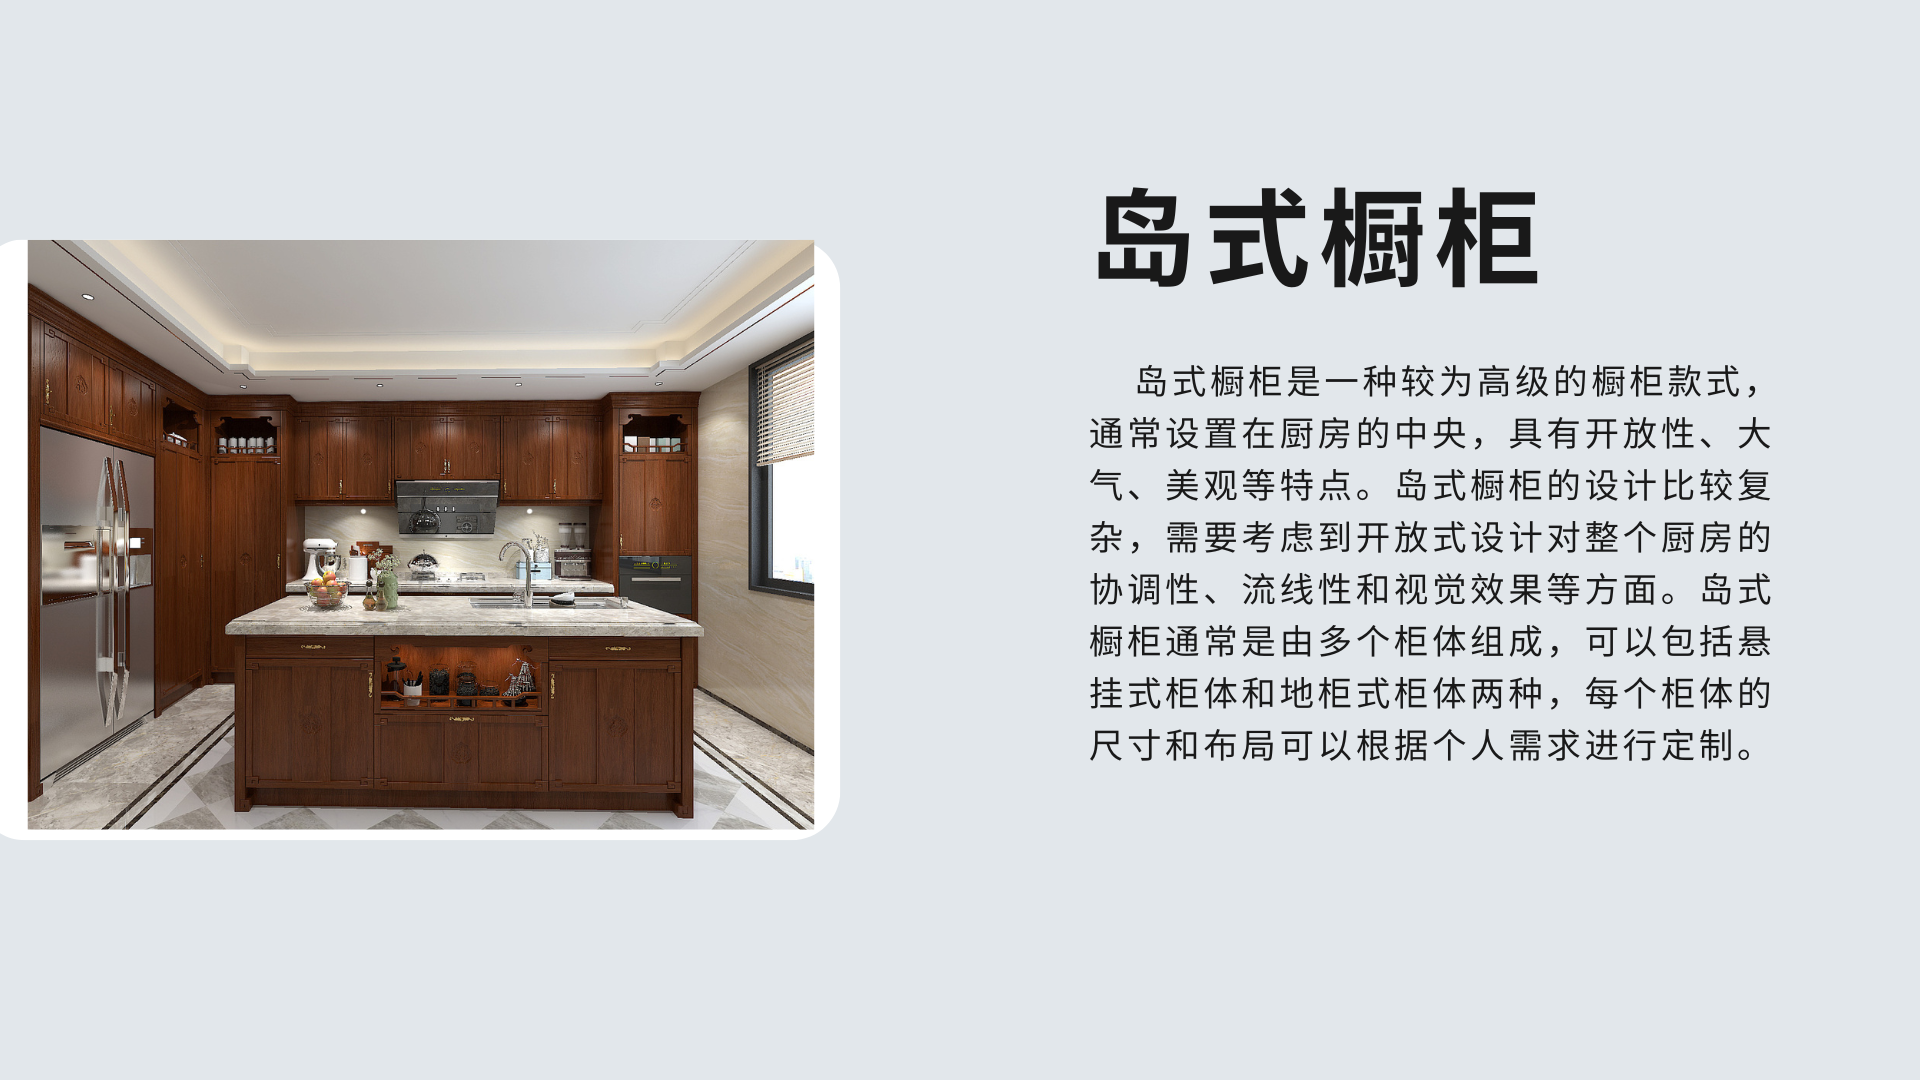 岛式橱柜
岛式橱柜是一种较为高级的橱柜款式，
通常设置在厨房的中央，具有开放性、大
气、美观等特点。岛式橱柜的设计比较复
杂，需要考虑到开放式设计对整个厨房的
协调性、流线性和视觉效果等方面。岛式
橱柜通常是由多个柜体组成，可以包括悬
挂式柜体和地柜式柜体两种，每个柜体的
尺寸和布局可以根据个人需求进行定制。